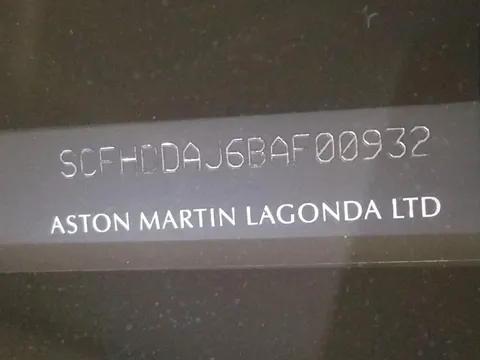 SCFHDDAJ6BAF00932
ASTON MARTIN LAGONDA LTD